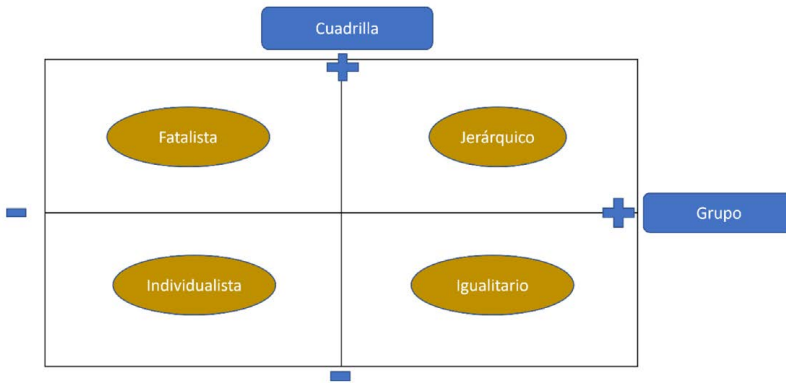 Cuadrilla
Fatalista
Jerárquico
Grupo
Individualista
Igualitario